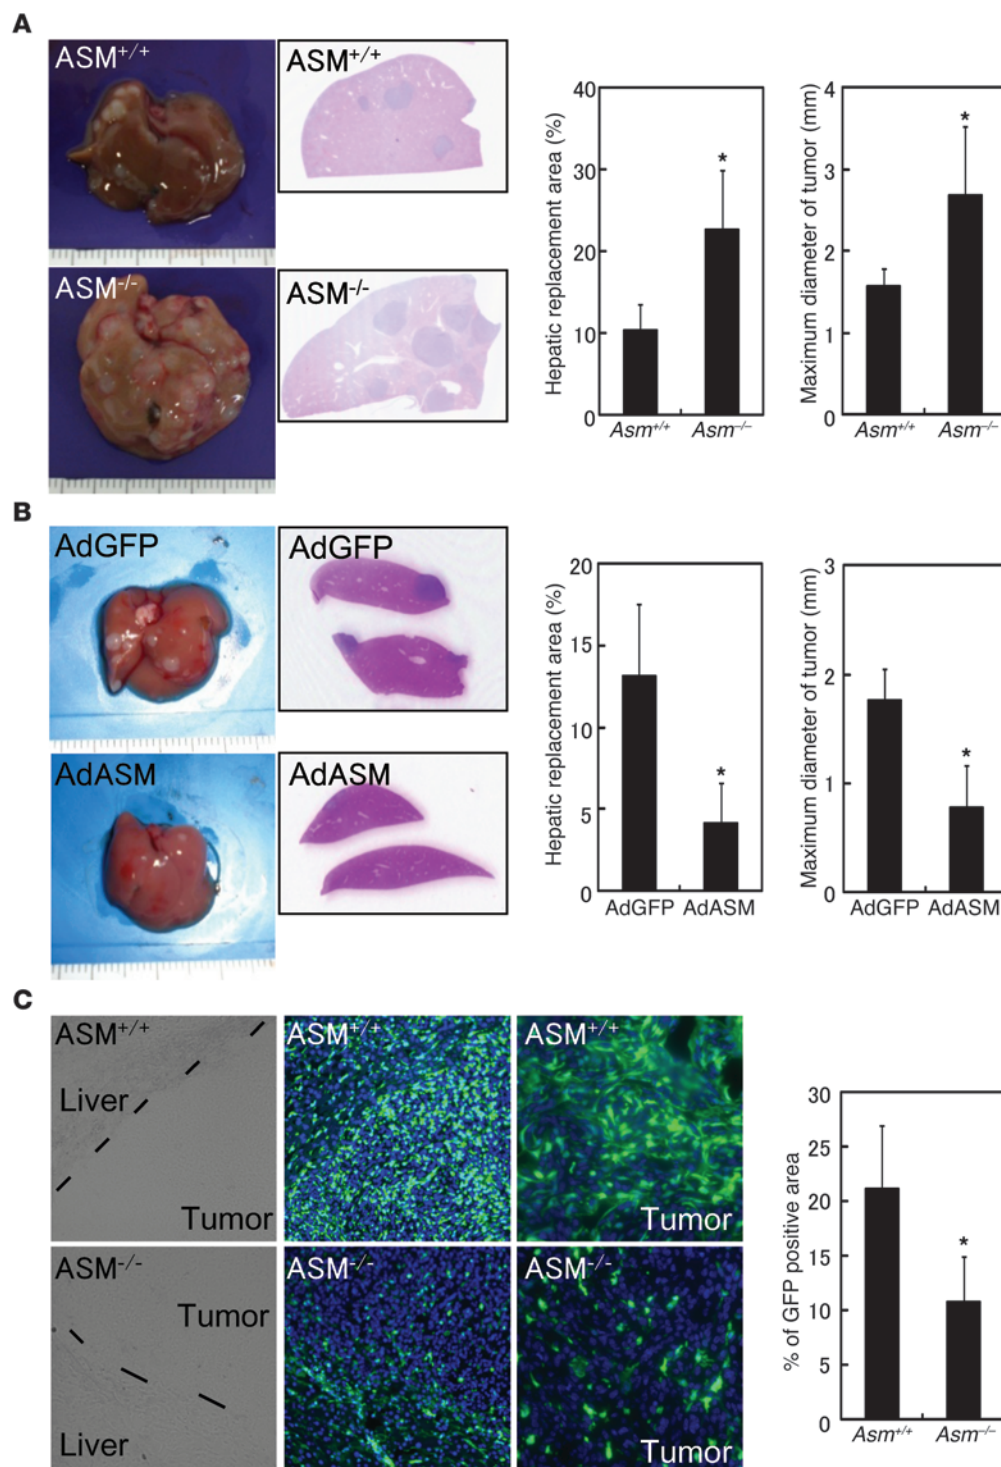 A
ASM+/+
ASM+/+
ASM-/-
ASM-/-
Hepatic replacement area (%)
40
30
20
10
0
Asm+/+ Asm−/−
*
Maximum diameter of tumor (mm)
4
3
2
1
0
Asm+/+ Asm−/−
*
B
AdGFP
AdGFP
AdASM
AdASM
Hepatic replacement area (%)
20
15
10
5
0
AdGFP AdASM
*
Maximum diameter of tumor (mm)
3
2
1
0
AdGFP AdASM
*
C
ASM+/+
Liver
Tumor
ASM+/+
ASM+/+
Tumor
ASM-/-
Tumor
Liver
ASM-/-
ASM-/-
Tumor
% of GFP positive area
30
25
20
15
10
5
0
Asm+/+ Asm−/−
*